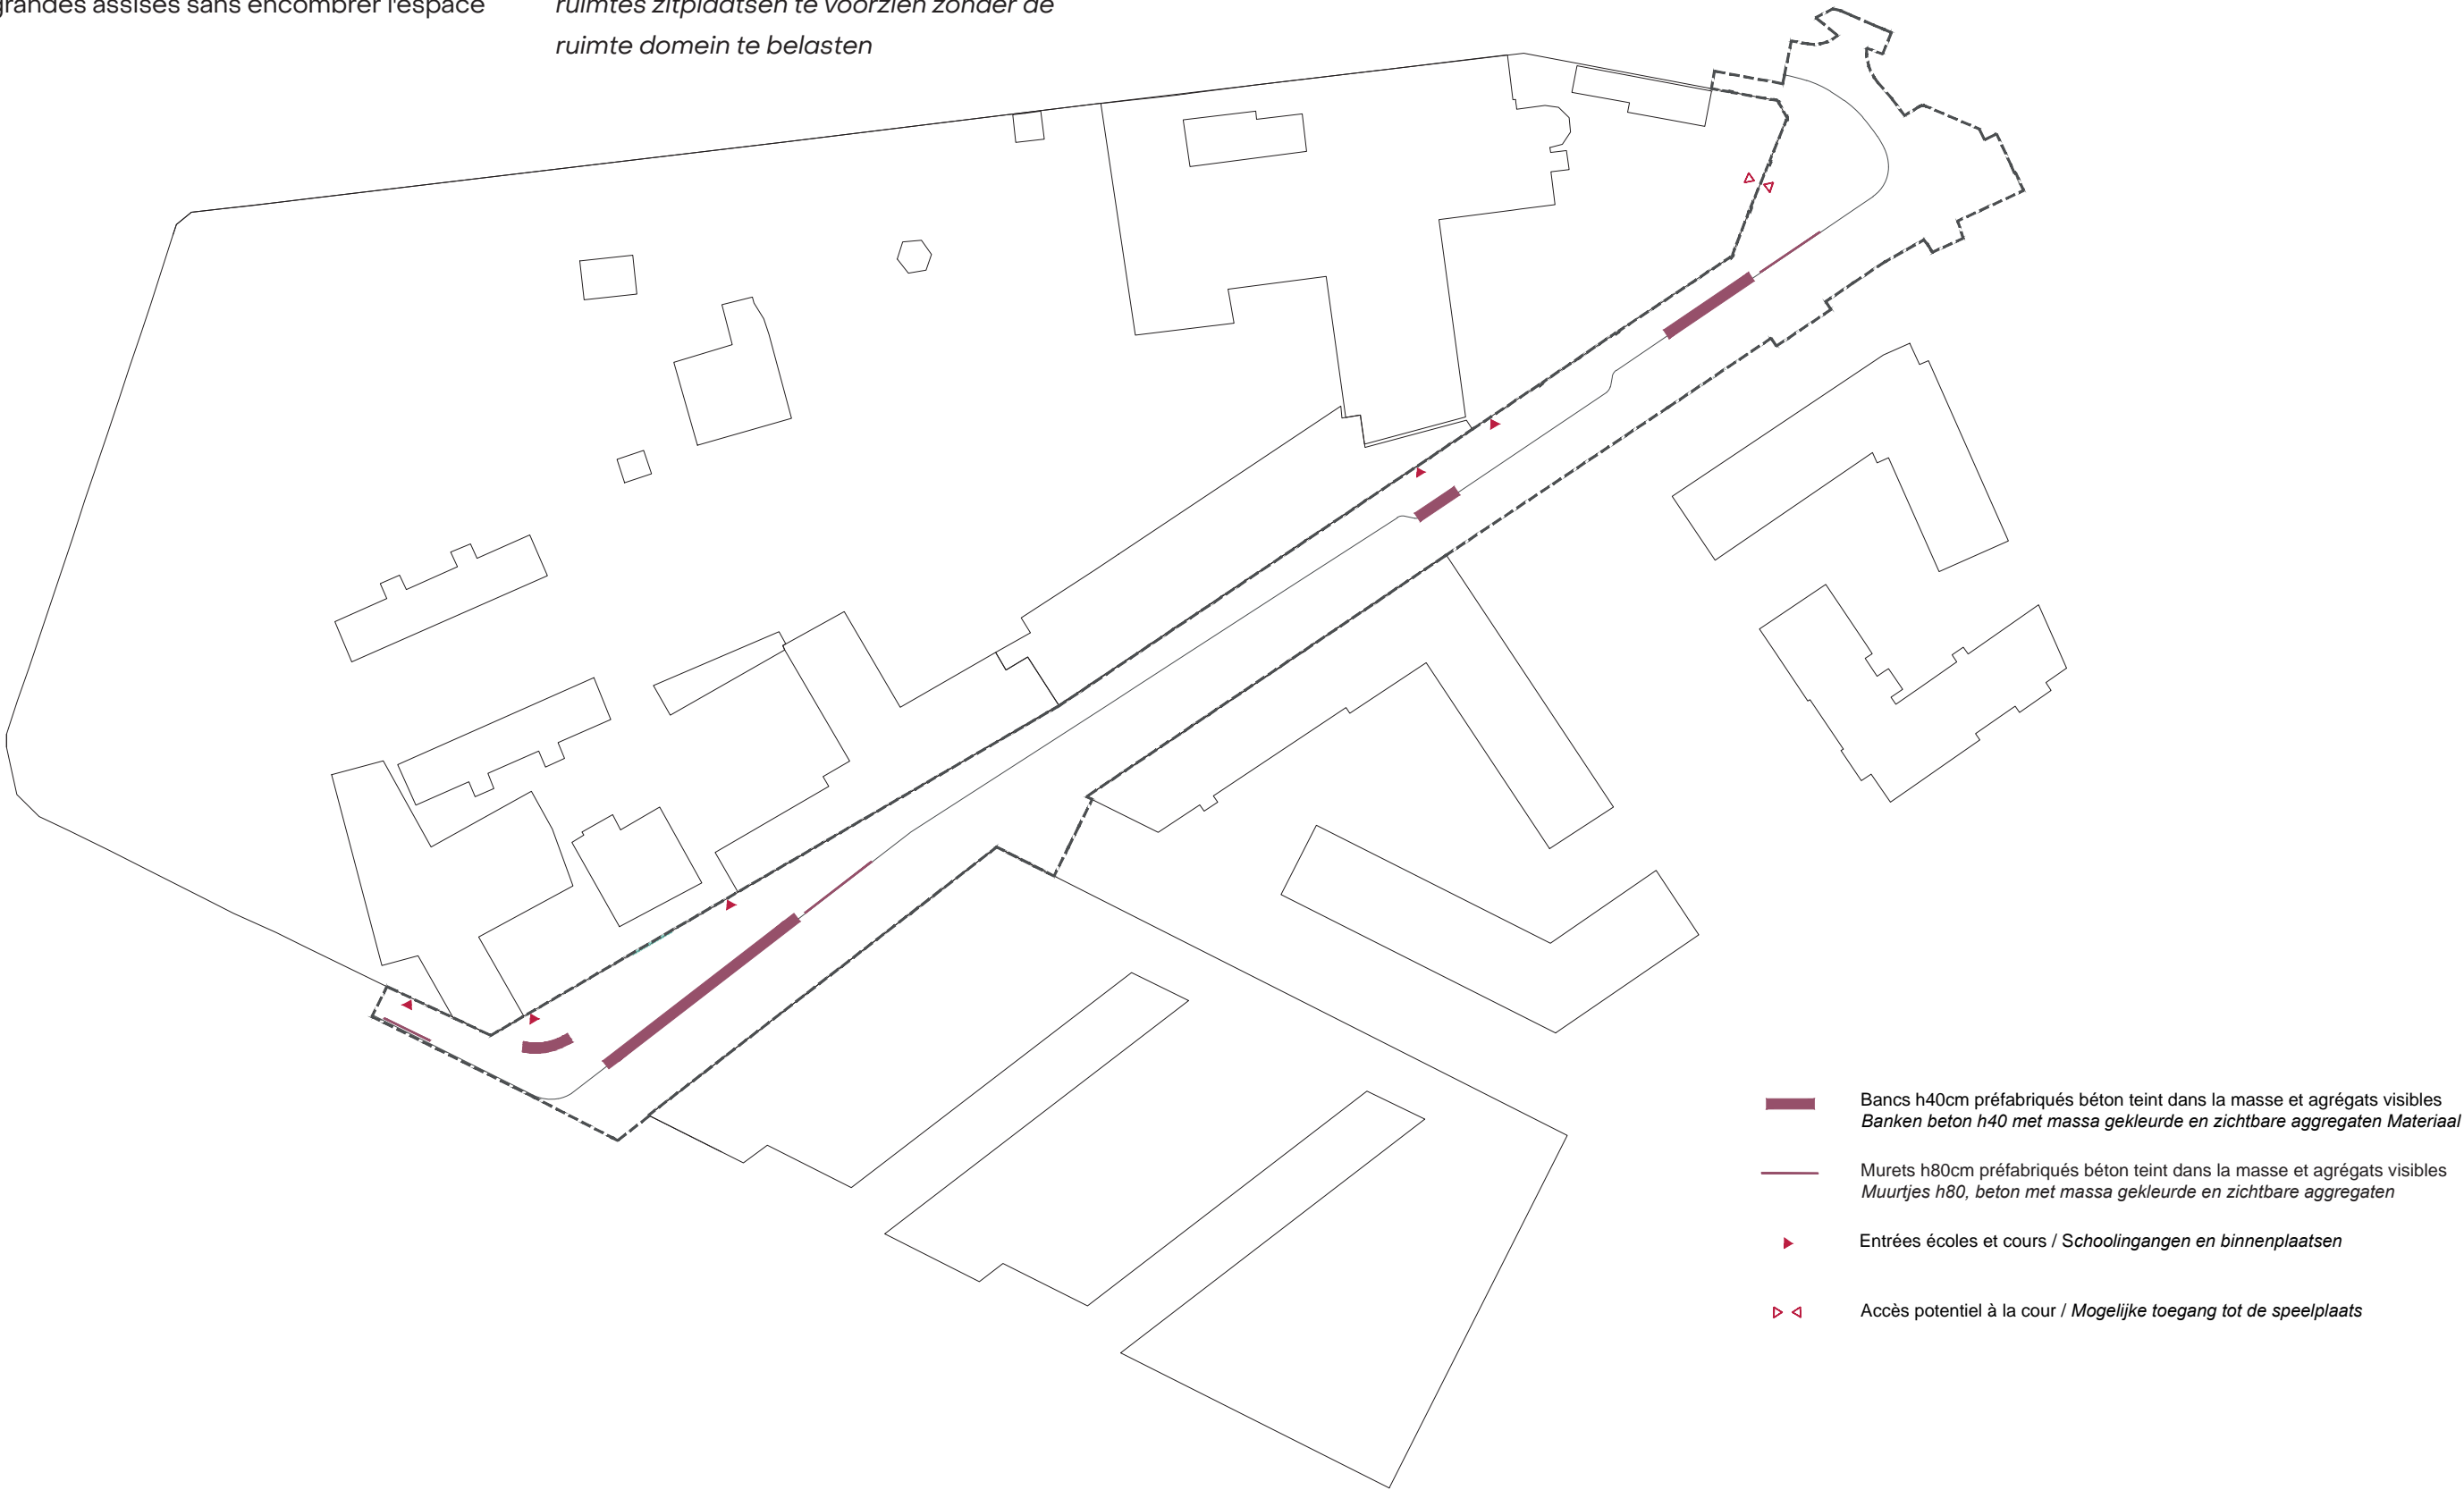 grandes assises sans encombrer l'espace
ruimtes zitplaatsen te voorzien zonder de
ruimte domein te belasten
Bancs h40cm préfabriqués béton teint dans la masse et agrégats visibles
Banken beton h40 met massa gekleurde en zichtbare aggregaten Materiaal
Murets h80cm préfabriqués béton teint dans la masse et agrégats visibles
Muurtjes h80, beton met massa gekleurde en zichtbare aggregaten
Entrées écoles et cours / Schoolingangen en binnenplaatsen
Accès potentiel à la cour / Mogelijke toegang tot de speelplaats